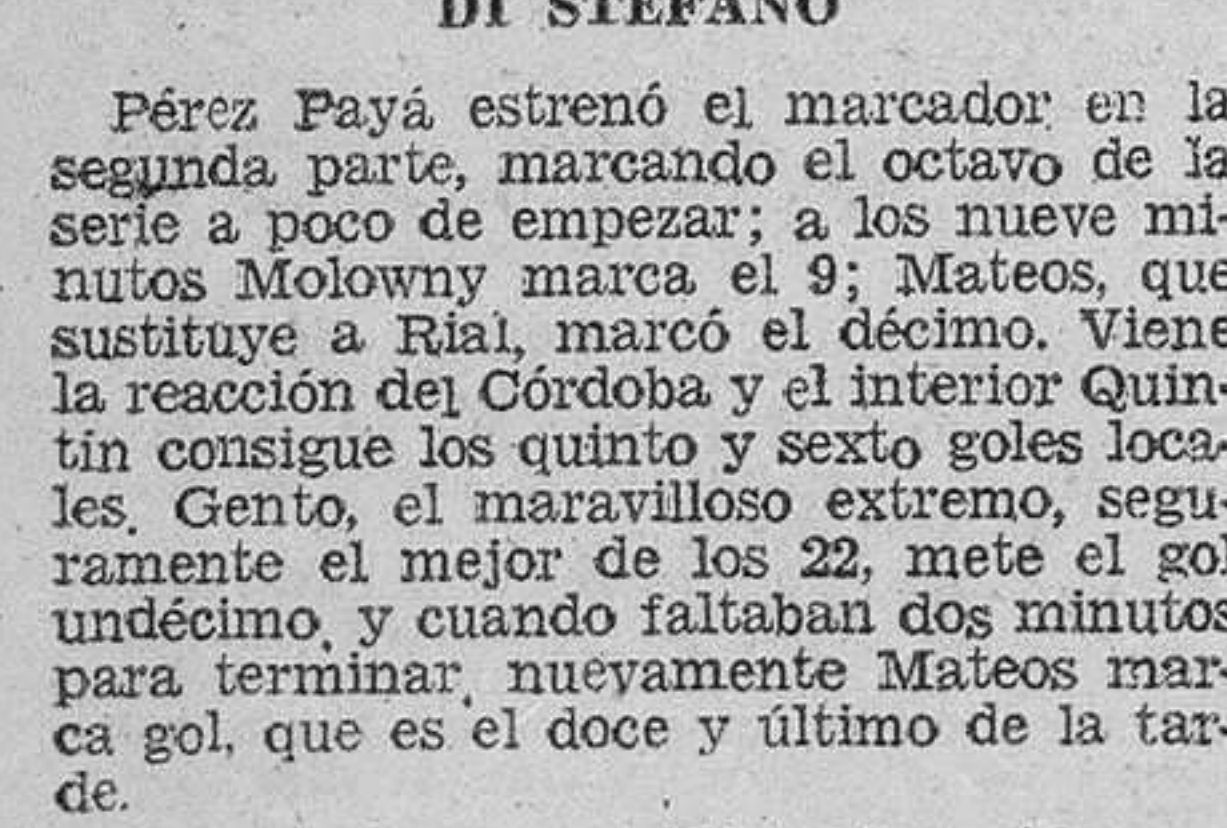 DI STEFANO
Pérez Payá estrenó el marcador en la
segunda parte, marcando el octavo de la
serie a poco de empezar; a los nueve mi-
nutos Molowny marca el 9; Mateos, que
sustituye a Rial, marcó el décimo. Viene
la reacción del Córdoba y el interior Quin-
tín consigue los quinto y sexto goles loca-
les. Gento, el maravilloso extremo, segu-
ramente el mejor de los 22, mete el gol
undécimo, y cuando faltaban dos minutos
para terminar, nuevamente Mateos mar-
ca gol, que es el doce y último de la tar-
de.